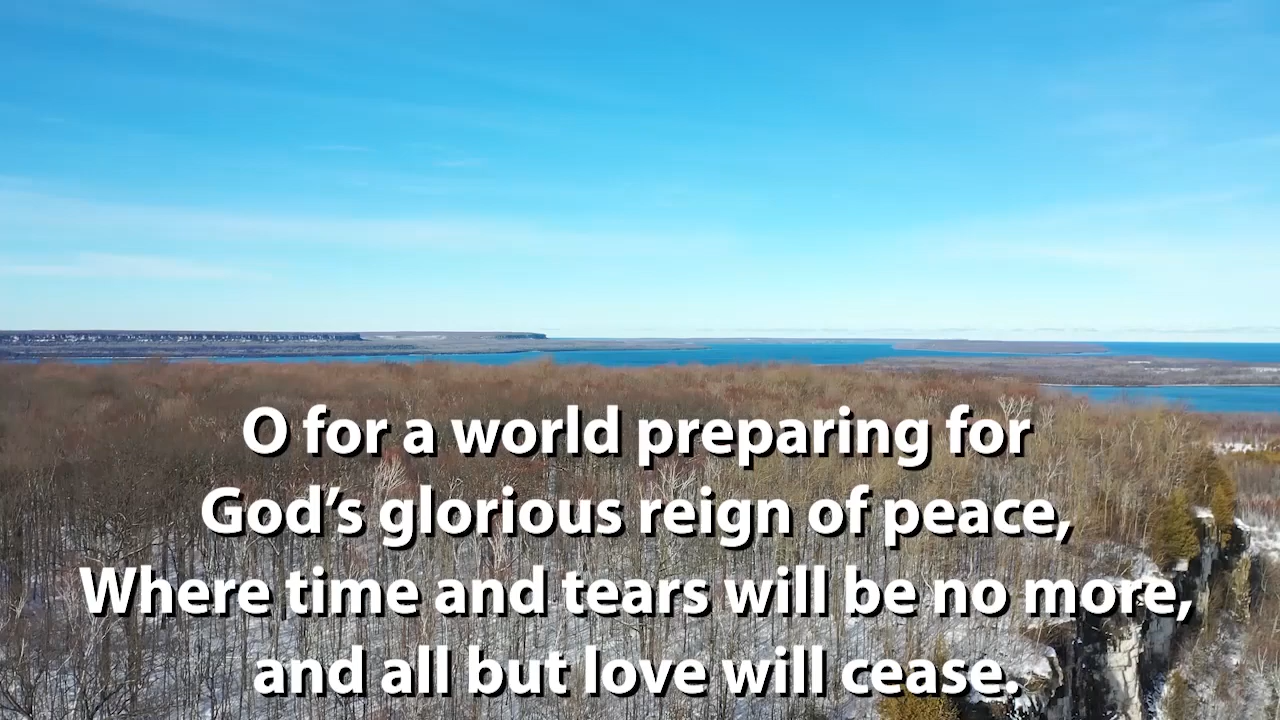 O for a world preparing for
God’s glorious reign of peace,
Where time and tears will be no more,
and all but love will cease.